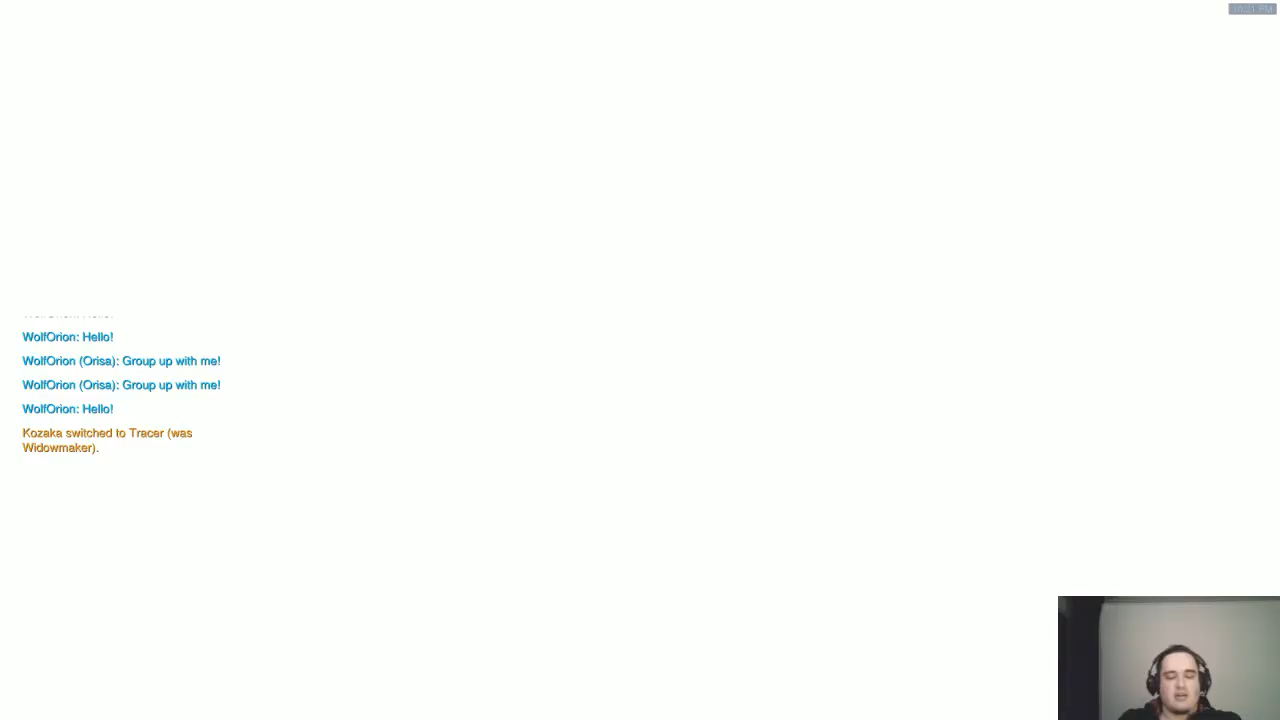 WolfOrion: Hello!
WolfOrion (Orisa): Group up with me!
WolfOrion (Orisa): Group up with me!
WolfOrion: Hello!
Kozaka switched to Tracer (was
Widowmaker).